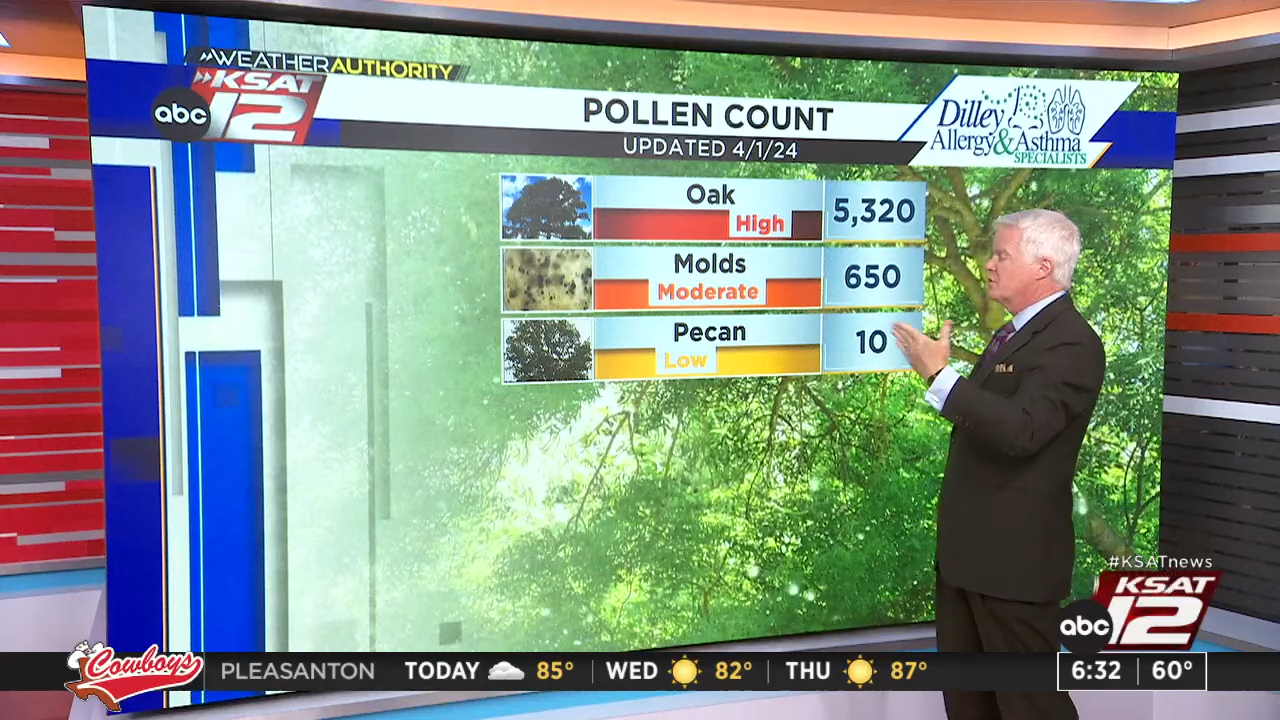 WEATHERAUTHORITY
KSAT
abc 12
POLLEN COUNT
UPDATED 4/1/24
Dilley
Allergy & Asthma
SPECIALISTS
Oak
High
5,320
Molds
Moderate
650
Pecan
Low
10
#KSATnews
KSAT
abc 12
Cowboys
PLEASANTON TODAY 85° WED 82° THU 87° 6:32 60°